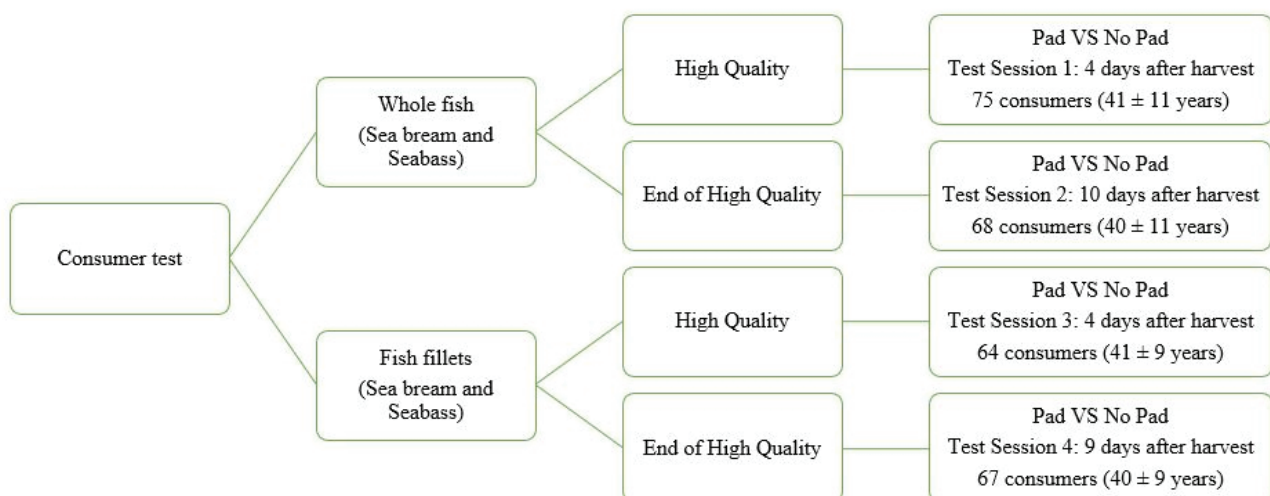 Consumer test
Whole fish
(Sea bream and
Seabass)
High Quality
Pad VS No Pad
Test Session 1: 4 days after harvest
75 consumers (41 ± 11 years)
End of High Quality
Pad VS No Pad
Test Session 2: 10 days after harvest
68 consumers (40 ± 11 years)
Fish fillets
(Sea bream and
Seabass)
High Quality
Pad VS No Pad
Test Session 3: 4 days after harvest
64 consumers (41 ± 9 years)
End of High Quality
Pad VS No Pad
Test Session 4: 9 days after harvest
67 consumers (40 ± 9 years)